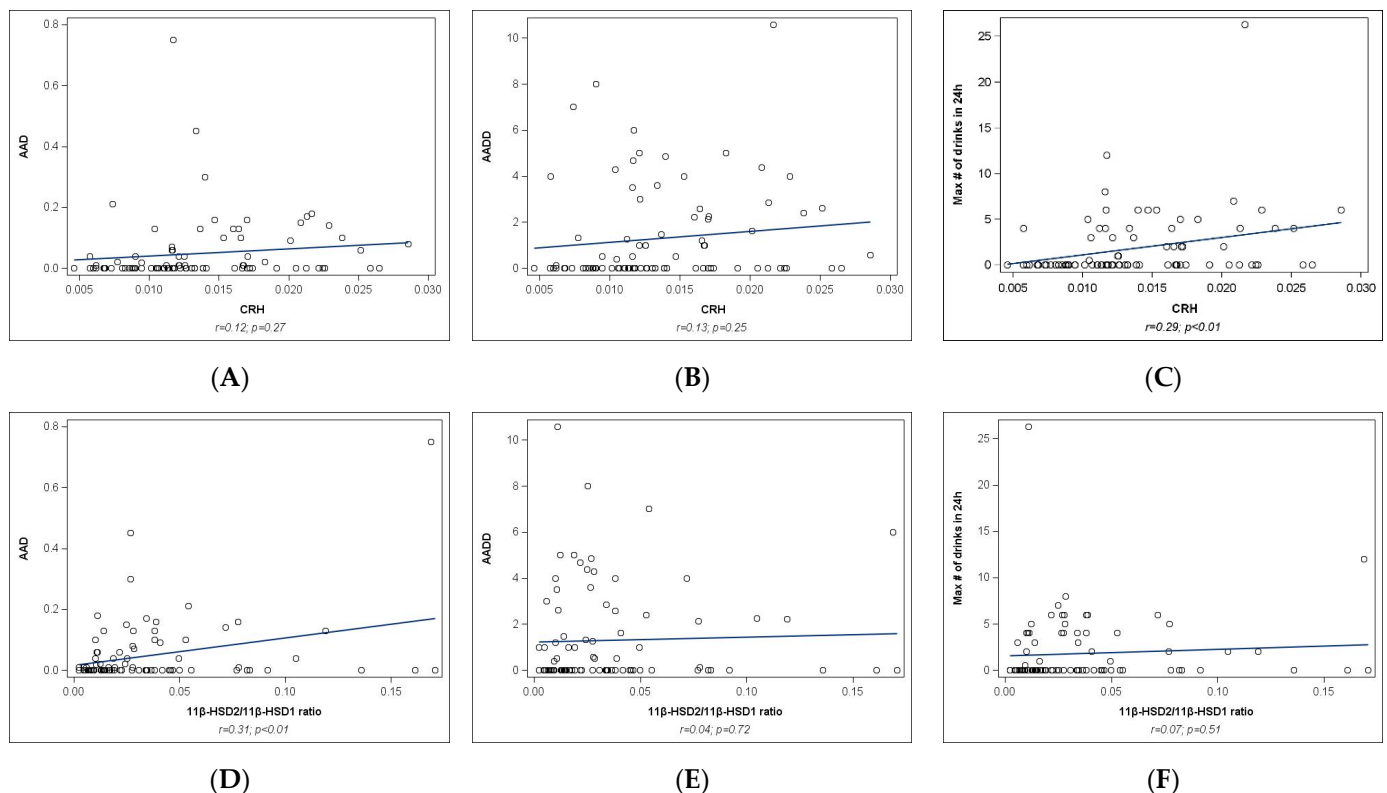 0.8
0.6
0.4
0.2
0.0
AAD
0.005 0.010 0.015 0.020 0.025 0.030
CRH
r=0.12; p=0.27
(A)
10
8
6
4
2
0
AADD
0.005 0.010 0.015 0.020 0.025 0.030
CRH
r=0.13; p=0.25
(B)
25
20
15
10
5
0
Max # of drinks in 24h
0.005 0.010 0.015 0.020 0.025 0.030
CRH
r=0.29; p<0.01
(C)
0.8
0.6
0.4
0.2
0.0
AAD
0.00 0.05 0.10 0.15
11β-HSD2/11β-HSD1 ratio
r=0.31; p<0.01
(D)
10
8
6
4
2
0
AADD
0.00 0.05 0.10 0.15
11β-HSD2/11β-HSD1 ratio
r=0.04; p=0.72
(E)
25
20
15
10
5
0
Max # of drinks in 24h
0.00 0.05 0.10 0.15
11β-HSD2/11β-HSD1 ratio
r=0.07; p=0.51
(F)